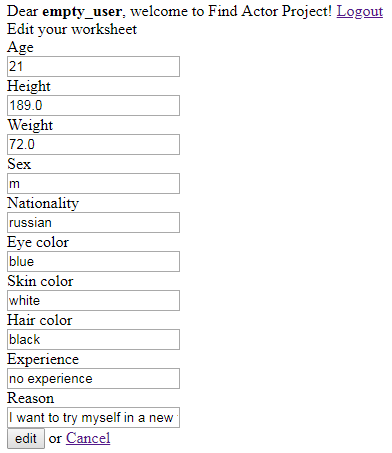 Dear empty_user, welcome to Find Actor Project! Logout
Edit your worksheet
Age
21
Height
189.0
Weight
72.0
Sex
m
Nationality
russian
Eye color
blue
Skin color
white
Hair color
black
Experience
no experience
Reason
I want to try myself in a new
edit or Cancel